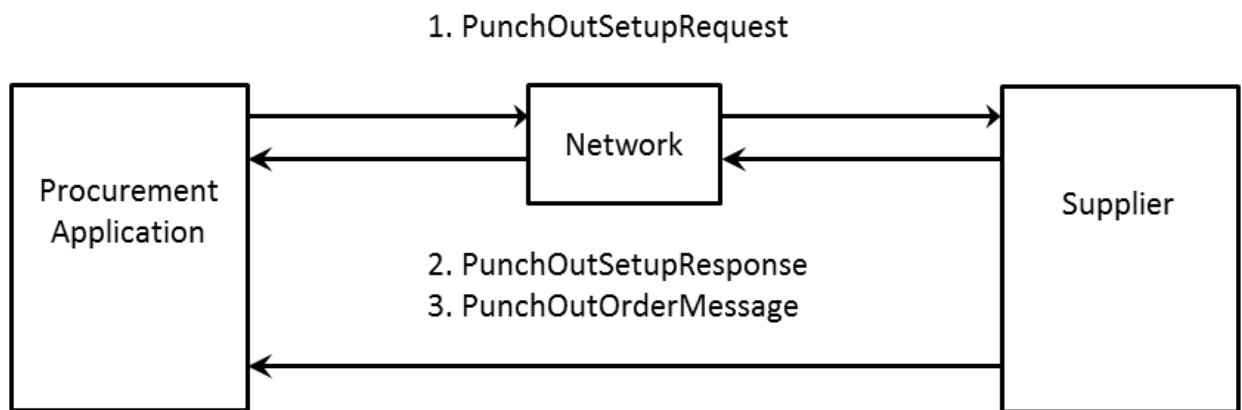 1. PunchOutSetupRequest
Network
Procurement
Application
Supplier
2. PunchOutSetupResponse
3. PunchOutOrderMessage